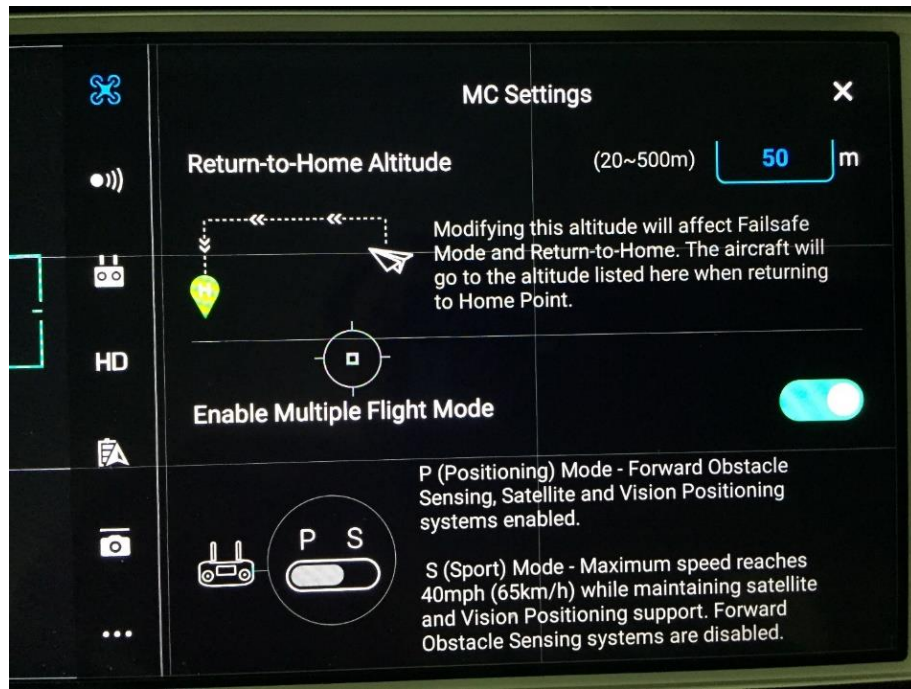 MC Settings
Return-to-Home Altitude (20~500m) 50 m
Modifying this altitude will affect Failsafe
Mode and Return-to-Home. The aircraft will
go to the altitude listed here when returning
to Home Point.
H
HD
Enable Multiple Flight Mode
P (Positioning) Mode - Forward Obstacle
Sensing, Satellite and Vision Positioning
systems enabled.
P S
S (Sport) Mode - Maximum speed reaches
40mph (65km/h) while maintaining satellite
and Vision Positioning support. Forward
Obstacle Sensing systems are disabled.